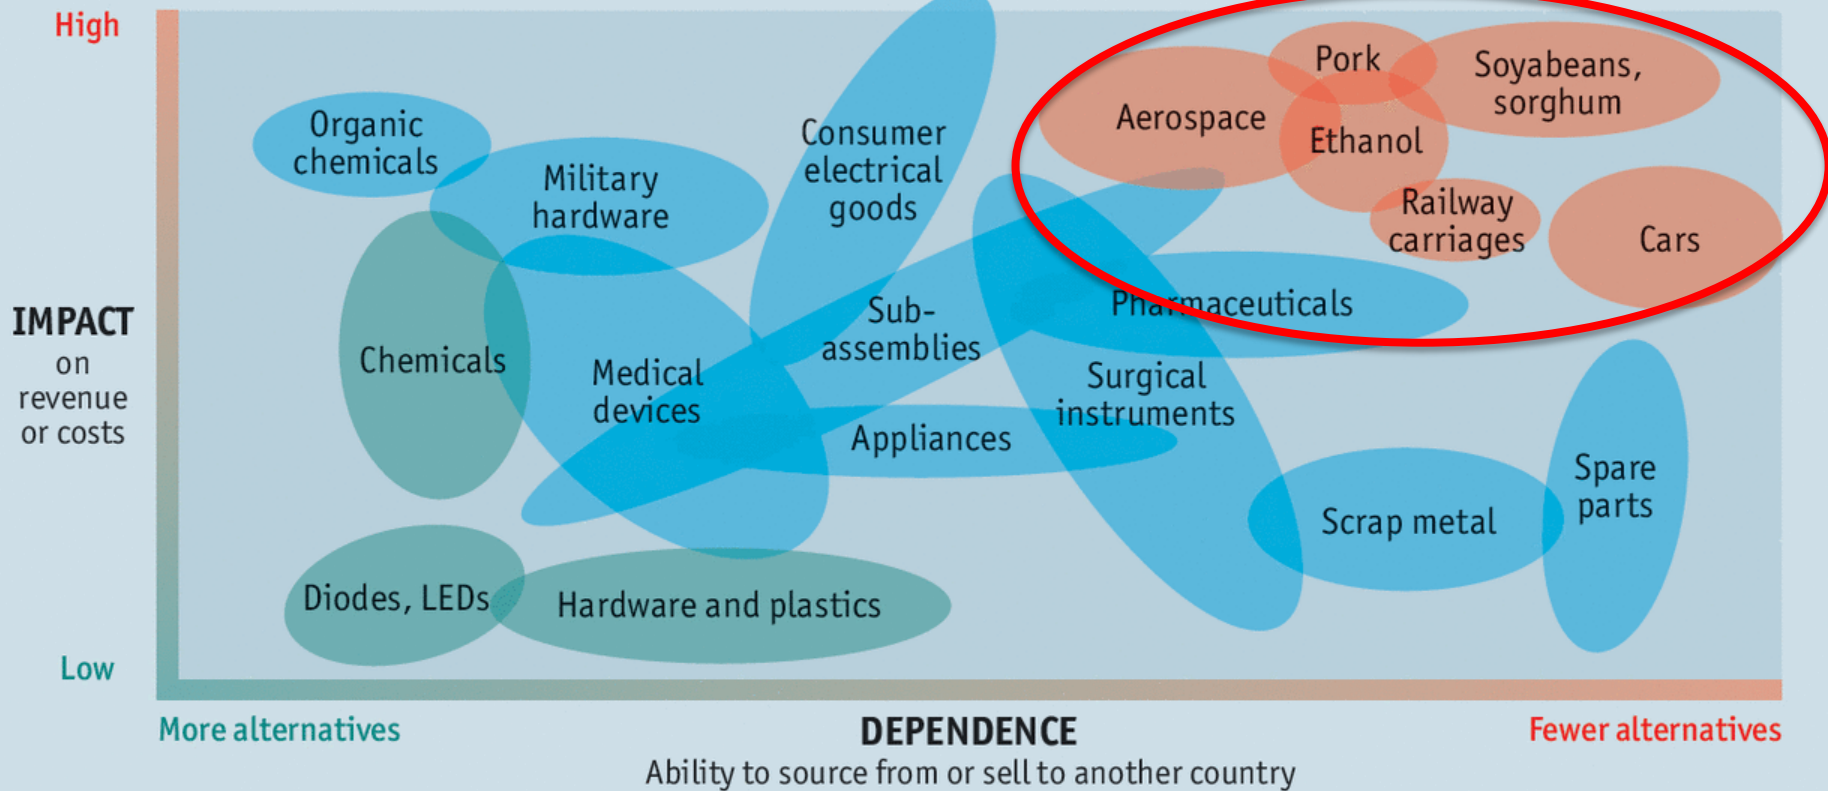 High
Organic
chemicals
Military
hardware
Consumer
electrical
goods
Aerospace
Pork
Ethanol
Soyabeans,
sorghum
Railway
carriages
Cars
IMPACT
on
revenue
or costs
Chemicals
Medical
devices
Sub-
assemblies
Pharmaceuticals
Surgical
instruments
Appliances
Scrap metal
Spare
parts
Diodes, LEDs
Hardware and plastics
Low
More alternatives
DEPENDENCE
Fewer alternatives
Ability to source from or sell to another country